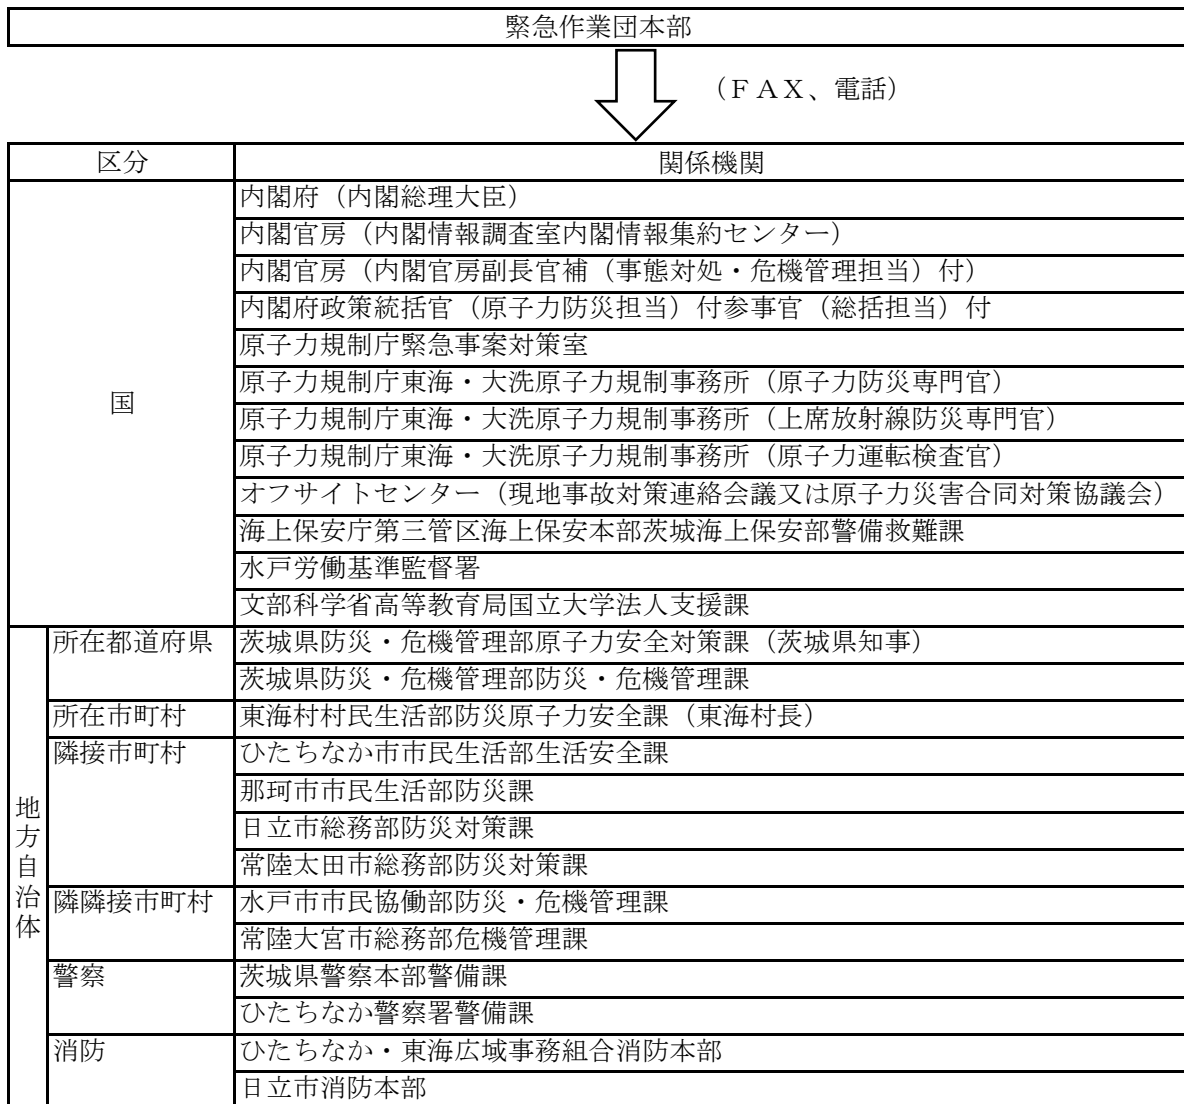 緊急作業団本部
（ＦＡＸ、電話）
区分 関係機関
国
内閣府（内閣総理大臣）
内閣官房（内閣情報調査室内閣情報集約センター）
内閣官房（内閣官房副長官補（事態対処・危機管理担当）付）
内閣府政策統括官（原子力防災担当）付参事官（総括担当）付
原子力規制庁緊急事案対策室
原子力規制庁東海・大洗原子力規制事務所（原子力防災専門官）
原子力規制庁東海・大洗原子力規制事務所（上席放射線防災専門官）
原子力規制庁東海・大洗原子力規制事務所（原子力運転検査官）
オフサイトセンター（現地事故対策連絡会議又は原子力災害合同対策協議会）
海上保安庁第三管区海上保安本部茨城海上保安部警備救難課
水戸労働基準監督署
文部科学省高等教育局国立大学法人支援課
地方自治体
所在都道府県 茨城県防災・危機管理部原子力安全対策課（茨城県知事）
茨城県防災・危機管理部防災・危機管理課
所在市町村 東海村村民生活部防災原子力安全課（東海村長）
隣接市町村 ひたちなか市市民生活部生活安全課
那珂市市民生活部防災課
日立市総務部防災対策課
常陸太田市総務部防災対策課
隣隣接市町村 水戸市市民協働部防災・危機管理課
常陸大宮市総務部危機管理課
警察 茨城県警察本部警備課
ひたちなか警察署警備課
消防 ひたちなか・東海広域事務組合消防本部
日立市消防本部